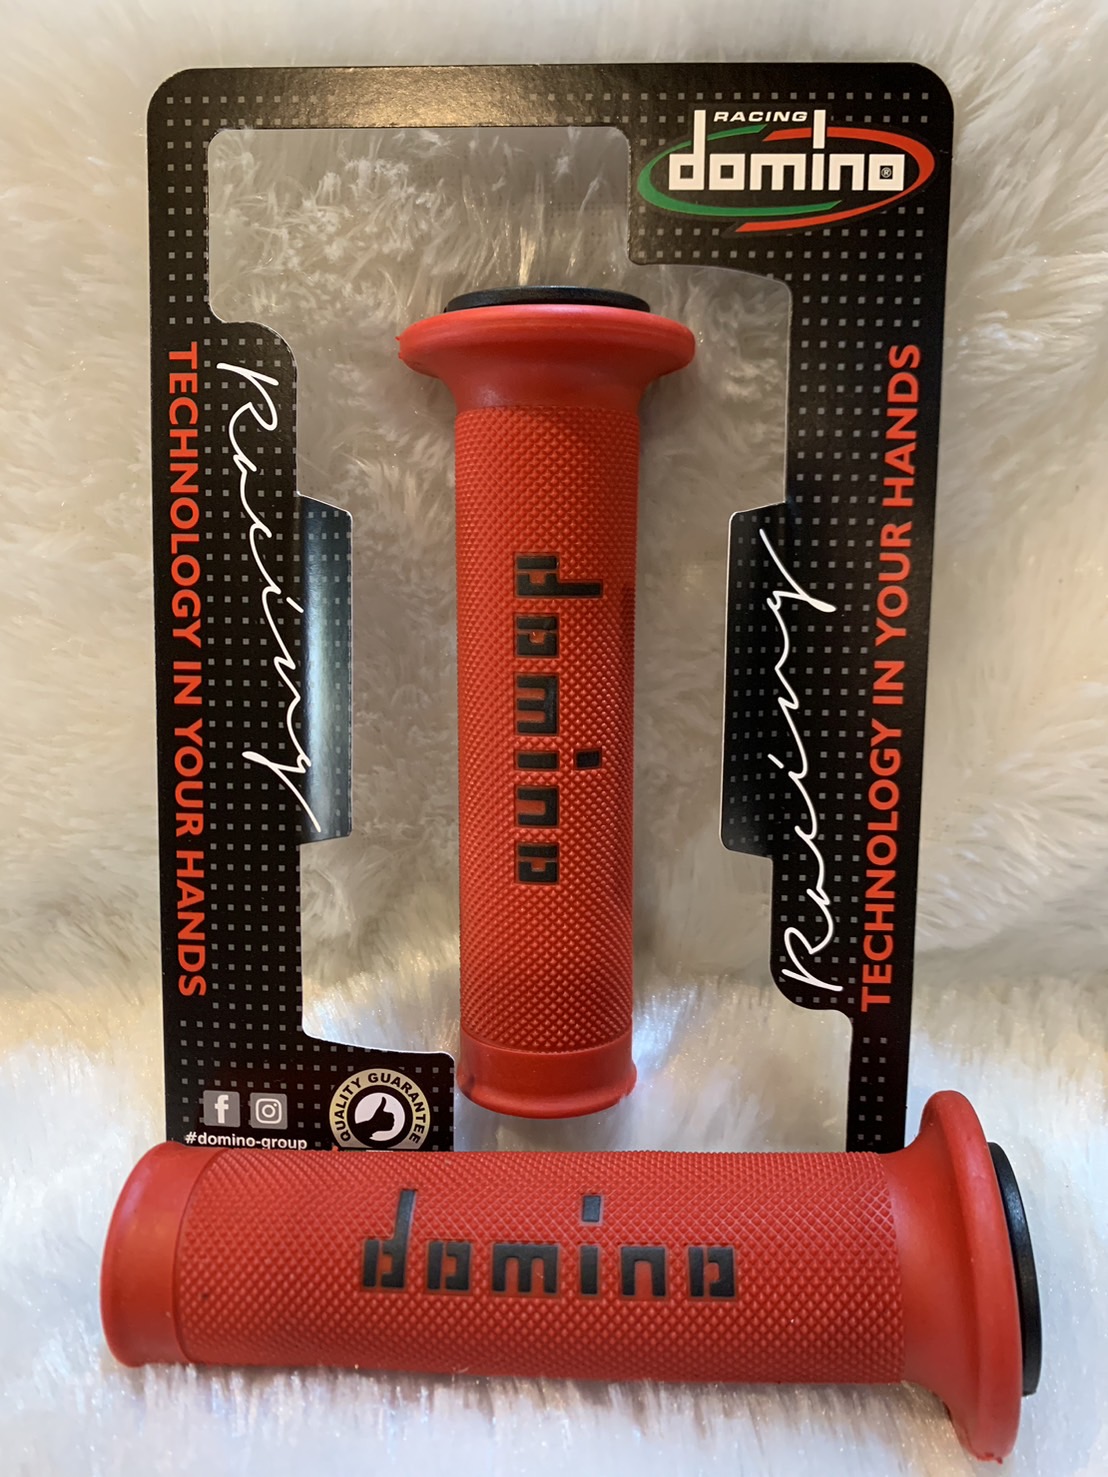 RACING
domino®
TECHNOLOGY IN YOUR HANDS
Racing
Racing
TECHNOLOGY IN YOUR HANDS
domino
QUALITY GUARANTEE
#domino-group
domino